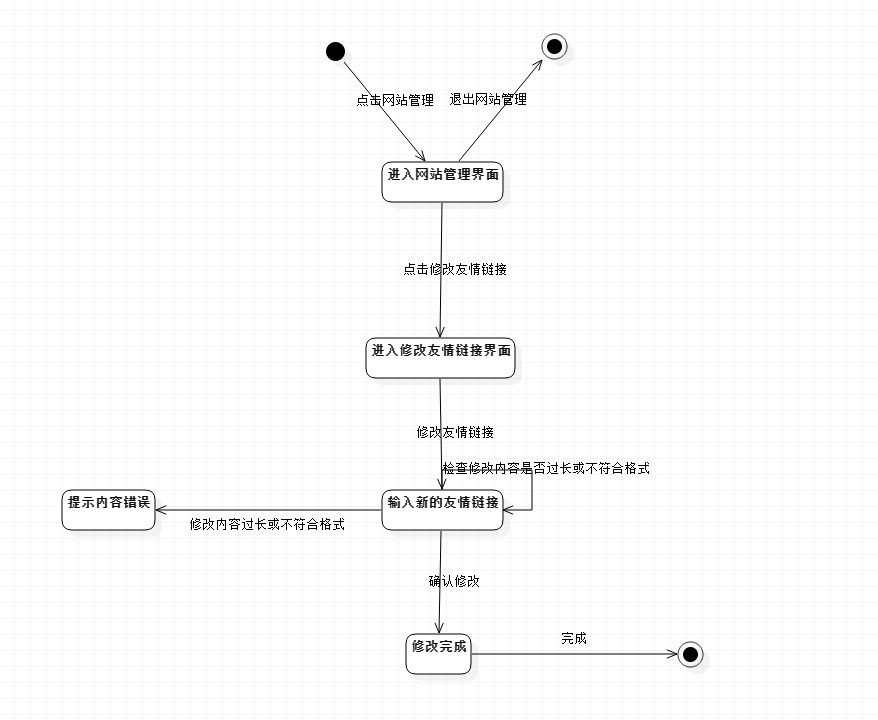 点击网站管理
退出网站管理
进入网站管理界面
点击修改友情链接
进入修改友情链接界面
修改友情链接
检查修改内容是否过长或不符合格式
提示内容错误
输入新的友情链接
修改内容过长或不符合格式
确认修改
完成
修改完成